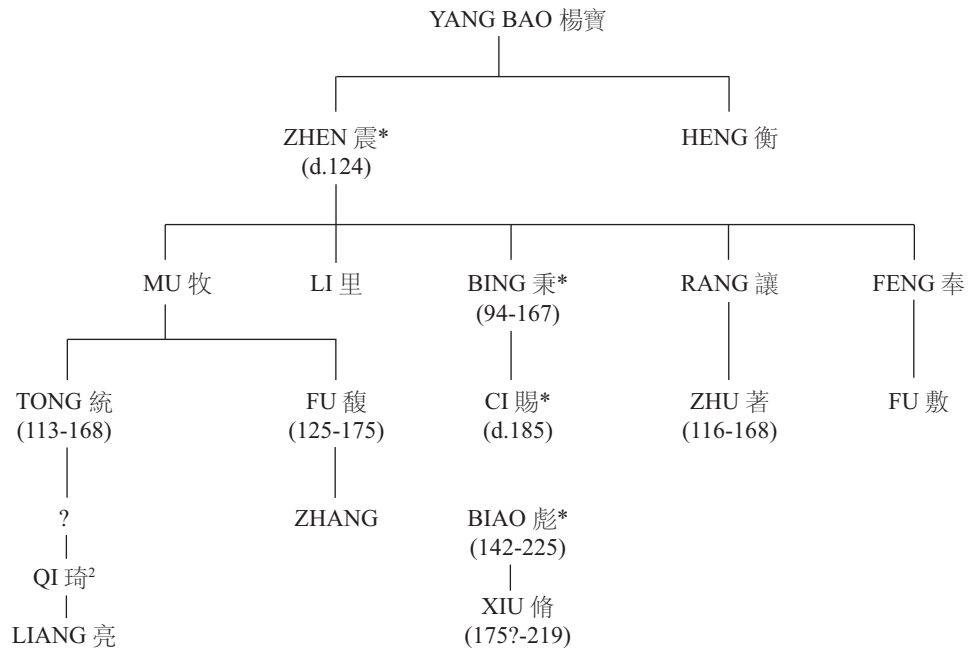 YANG BAO 楊寶
ZHEN 震* HENG 衡
(d.124)
MU 牧 LI 里 BING 秉* RANG 讓 FENG 奉
(94-167)
TONG 統 FU 馥 CI 賜* ZHU 著 FU 敷
(113-168) (125-175) (d.185) (116-168)
? ZHANG BIAO 彪*
(142-225)
QI 琦²
XIU 脩
LIANG 亮 (175?-219)